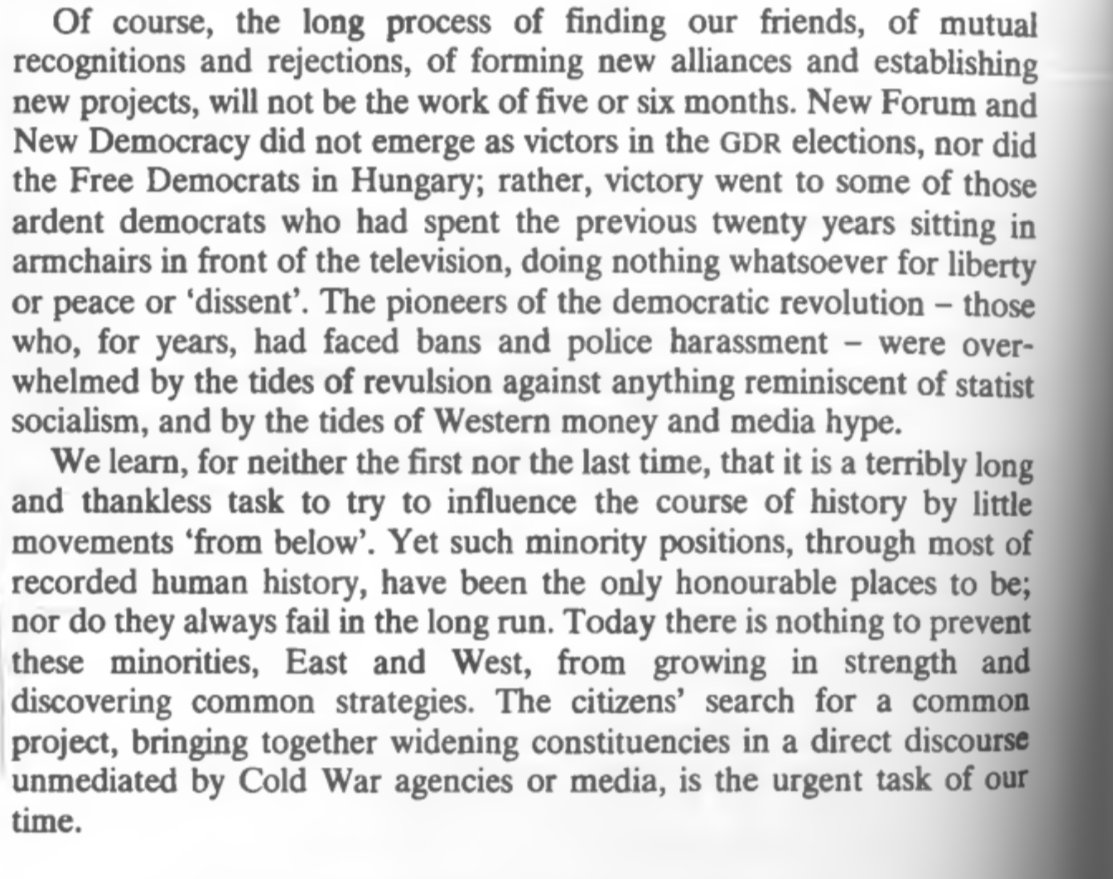 Of course, the long process of finding our friends, of mutual
recognitions and rejections, of forming new alliances and establishing
new projects, will not be the work of five or six months. New Forum and
New Democracy did not emerge as victors in the GDR elections, nor did
the Free Democrats in Hungary; rather, victory went to some of those
ardent democrats who had spent the previous twenty years sitting in
armchairs in front of the television, doing nothing whatsoever for liberty
or peace or ‘dissent’. The pioneers of the democratic revolution – those
who, for years, had faced bans and police harassment – were over-
whelmed by the tides of revulsion against anything reminiscent of statist
socialism, and by the tides of Western money and media hype.
We learn, for neither the first nor the last time, that it is a terribly long
and thankless task to try to influence the course of history by little
movements ‘from below’. Yet such minority positions, through most of
recorded human history, have been the only honourable places to be;
nor do they always fail in the long run. Today there is nothing to prevent
these minorities, East and West, from growing in strength and
discovering common strategies. The citizens’ search for a common
project, bringing together widening constituencies in a direct discourse
unmediated by Cold War agencies or media, is the urgent task of our
time.